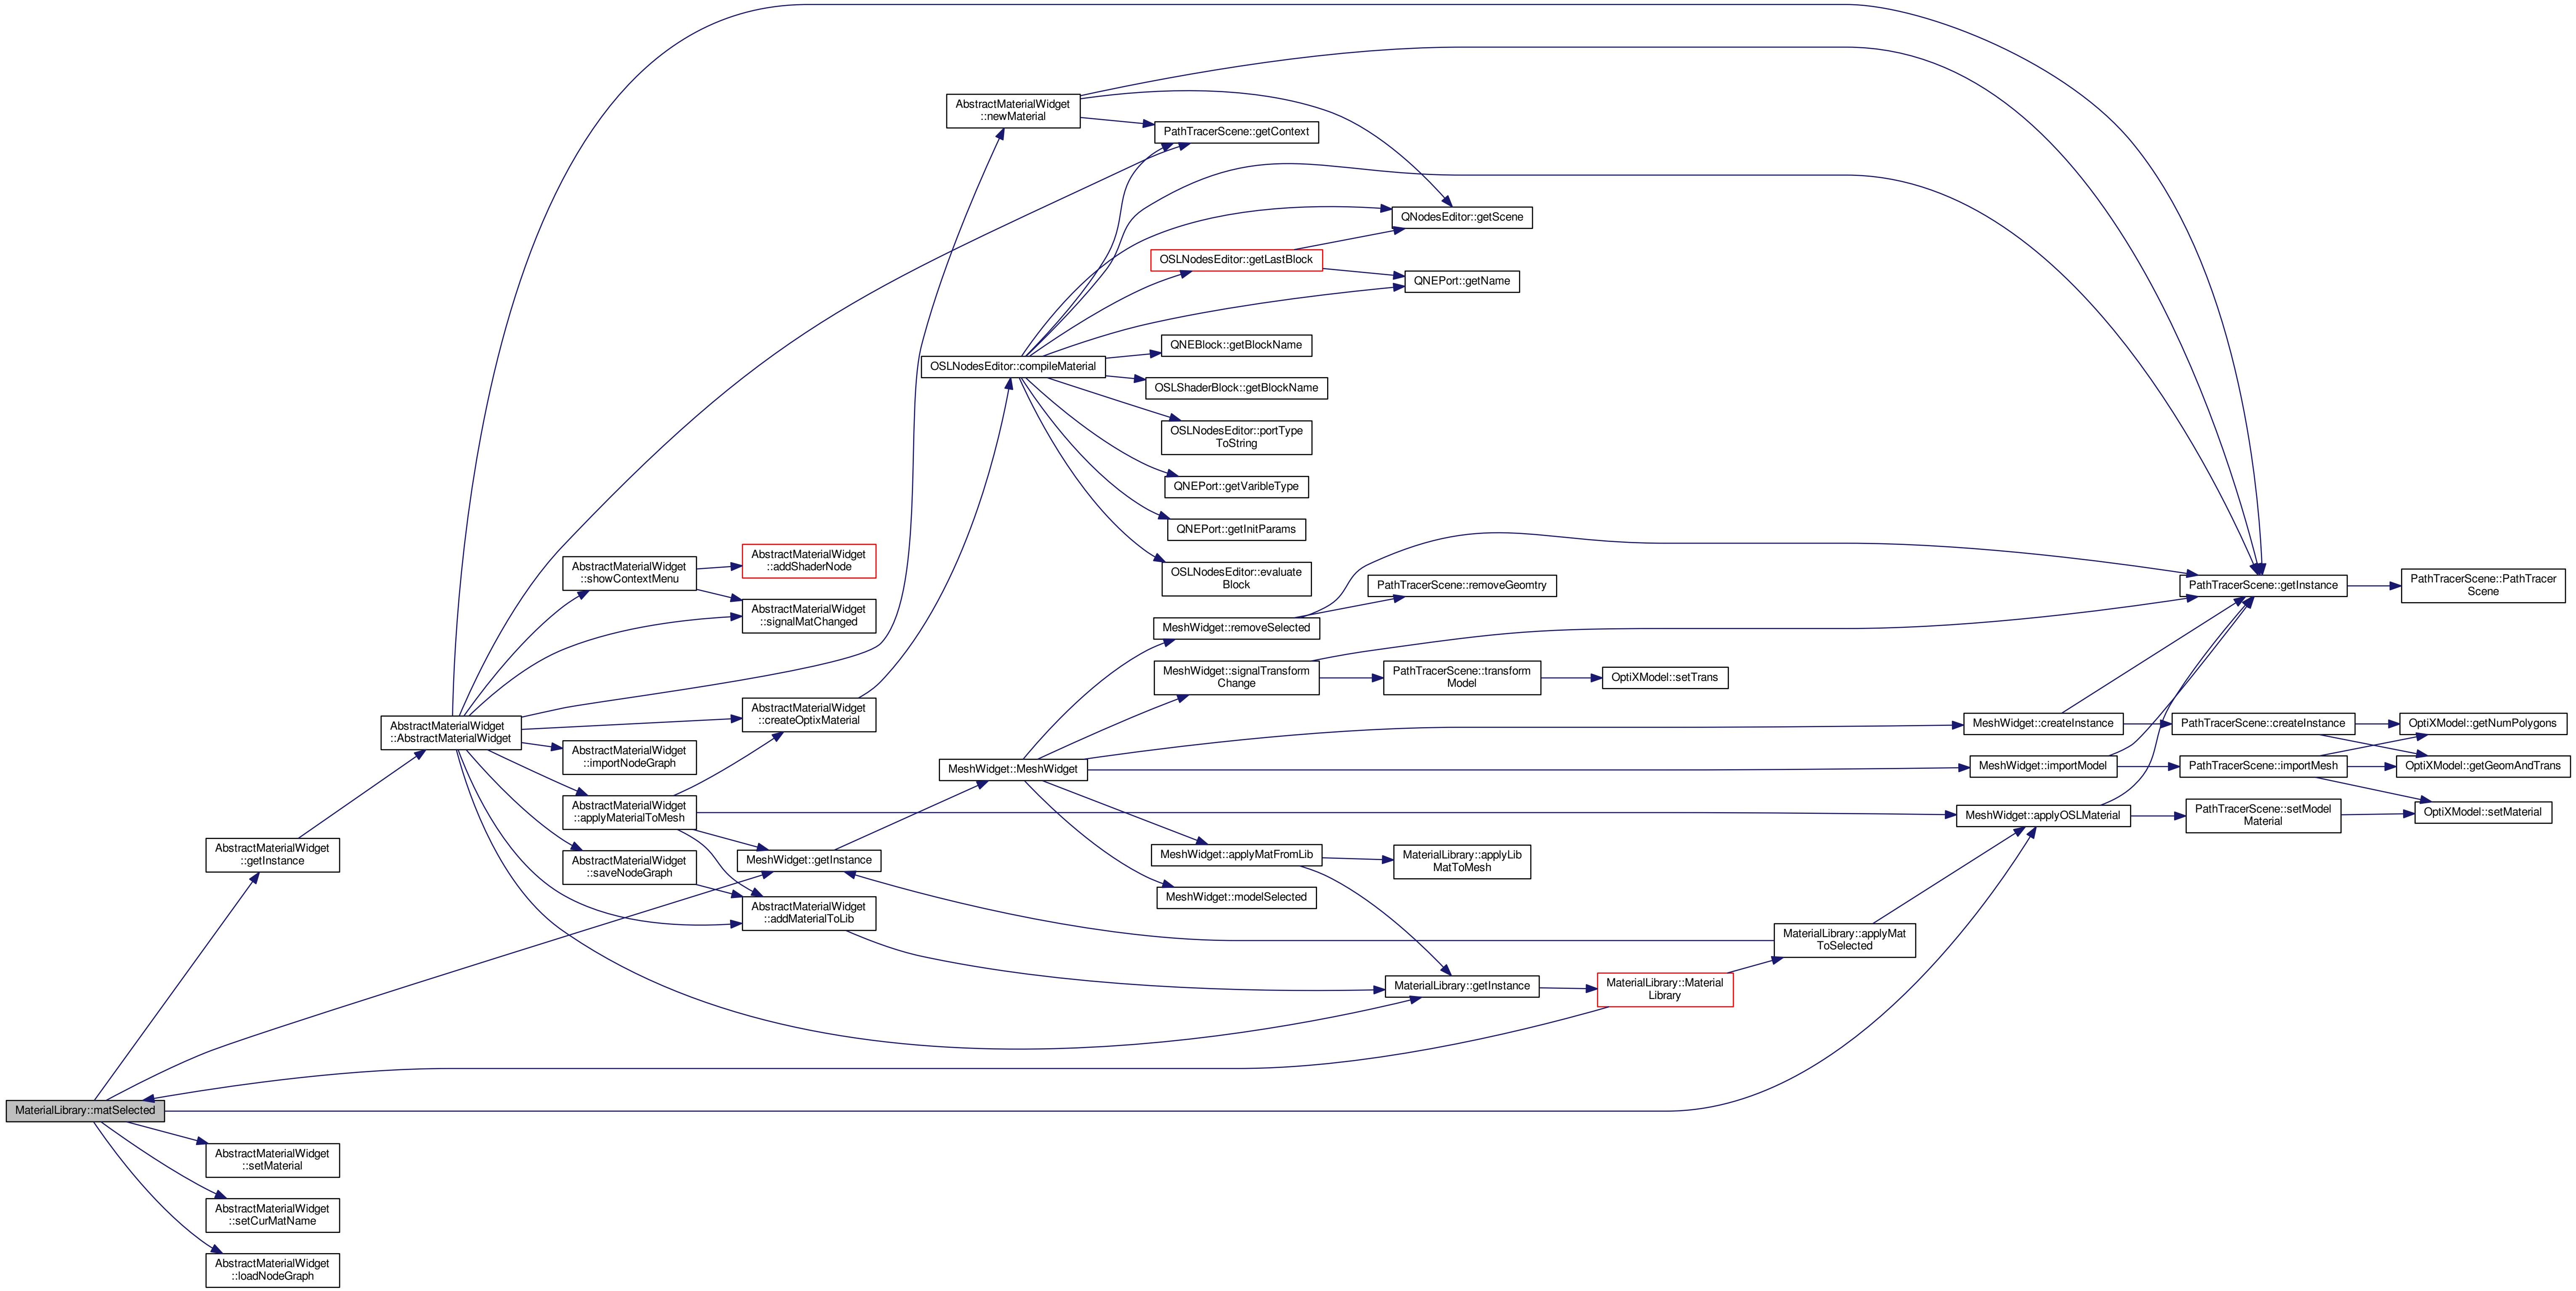 MaterialLibrary::matSelected
AbstractMaterialWidget
::getInstance
AbstractMaterialWidget
::setMaterial
AbstractMaterialWidget
::setCurMatName
AbstractMaterialWidget
::loadNodeGraph
AbstractMaterialWidget
::AbstractMaterialWidget
AbstractMaterialWidget
::showContextMenu
AbstractMaterialWidget
::importNodeGraph
AbstractMaterialWidget
::applyMaterialToMesh
AbstractMaterialWidget
::saveNodeGraph
AbstractMaterialWidget
::addShaderNode
AbstractMaterialWidget
::signalMatChanged
AbstractMaterialWidget
::createOptixMaterial
MeshWidget::getInstance
AbstractMaterialWidget
::addMaterialToLib
AbstractMaterialWidget
::newMaterial
OSLNodesEditor::compileMaterial
MeshWidget::MeshWidget
PathTracerScene::getContext
OSLNodesEditor::getLastBlock
QNEBlock::getBlockName
OSLShaderBlock::getBlockName
OSLNodesEditor::portType
ToString
QNEPort::getVaribleType
QNEPort::getInitParams
OSLNodesEditor::evaluate
Block
MeshWidget::removeSelected
MeshWidget::signalTransform
Change
MeshWidget::applyMatFromLib
MeshWidget::modelSelected
QNodesEditor::getScene
QNEPort::getName
PathTracerScene::removeGeomtry
PathTracerScene::transform
Model
MaterialLibrary::applyLib
MatToMesh
MaterialLibrary::getInstance
OptiXModel::setTrans
MaterialLibrary::Material
Library
MaterialLibrary::applyMat
ToSelected
MeshWidget::createInstance
MeshWidget::importModel
MeshWidget::applyOSLMaterial
PathTracerScene::getInstance
PathTracerScene::createInstance
PathTracerScene::importMesh
PathTracerScene::setModel
Material
PathTracerScene::PathTracer
Scene
OptiXModel::getNumPolygons
OptiXModel::getGeomAndTrans
OptiXModel::setMaterial